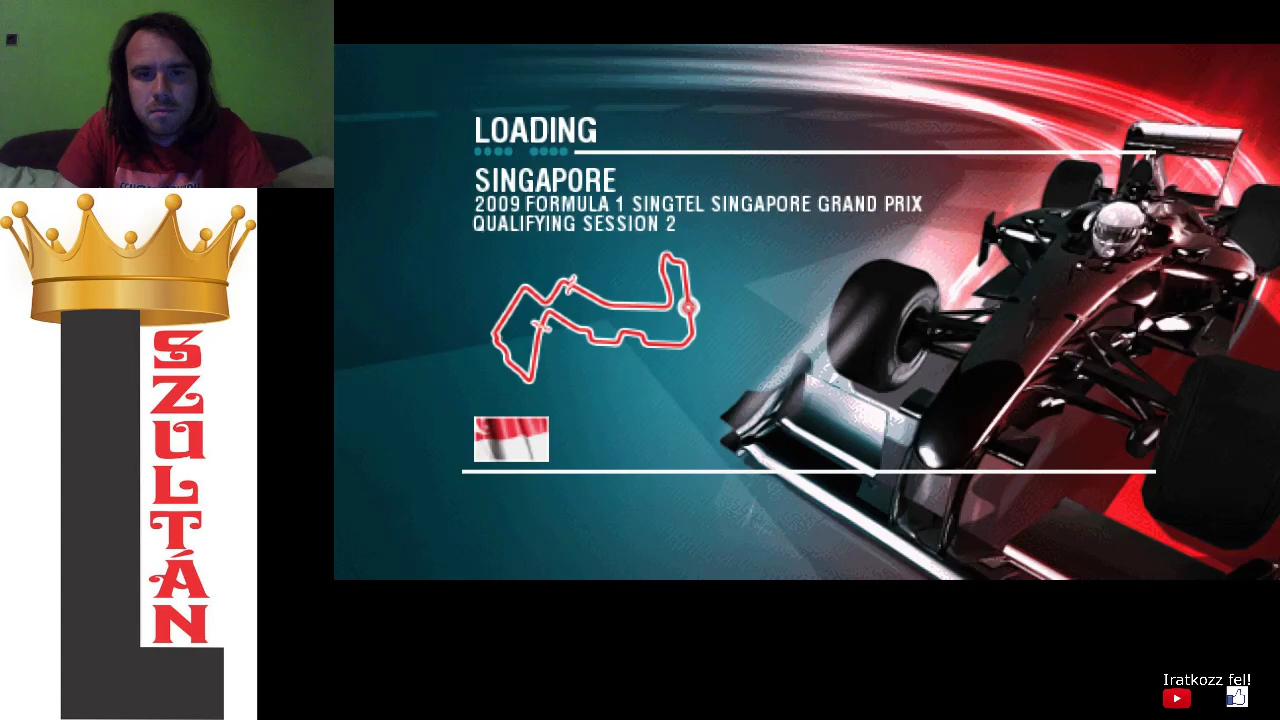 LOADING
SINGAPORE
2009 FORMULA 1 SINGTEL SINGAPORE GRAND PRIX
QUALIFYING SESSION 2
L
SZULTÁN
Iratkozz fel!